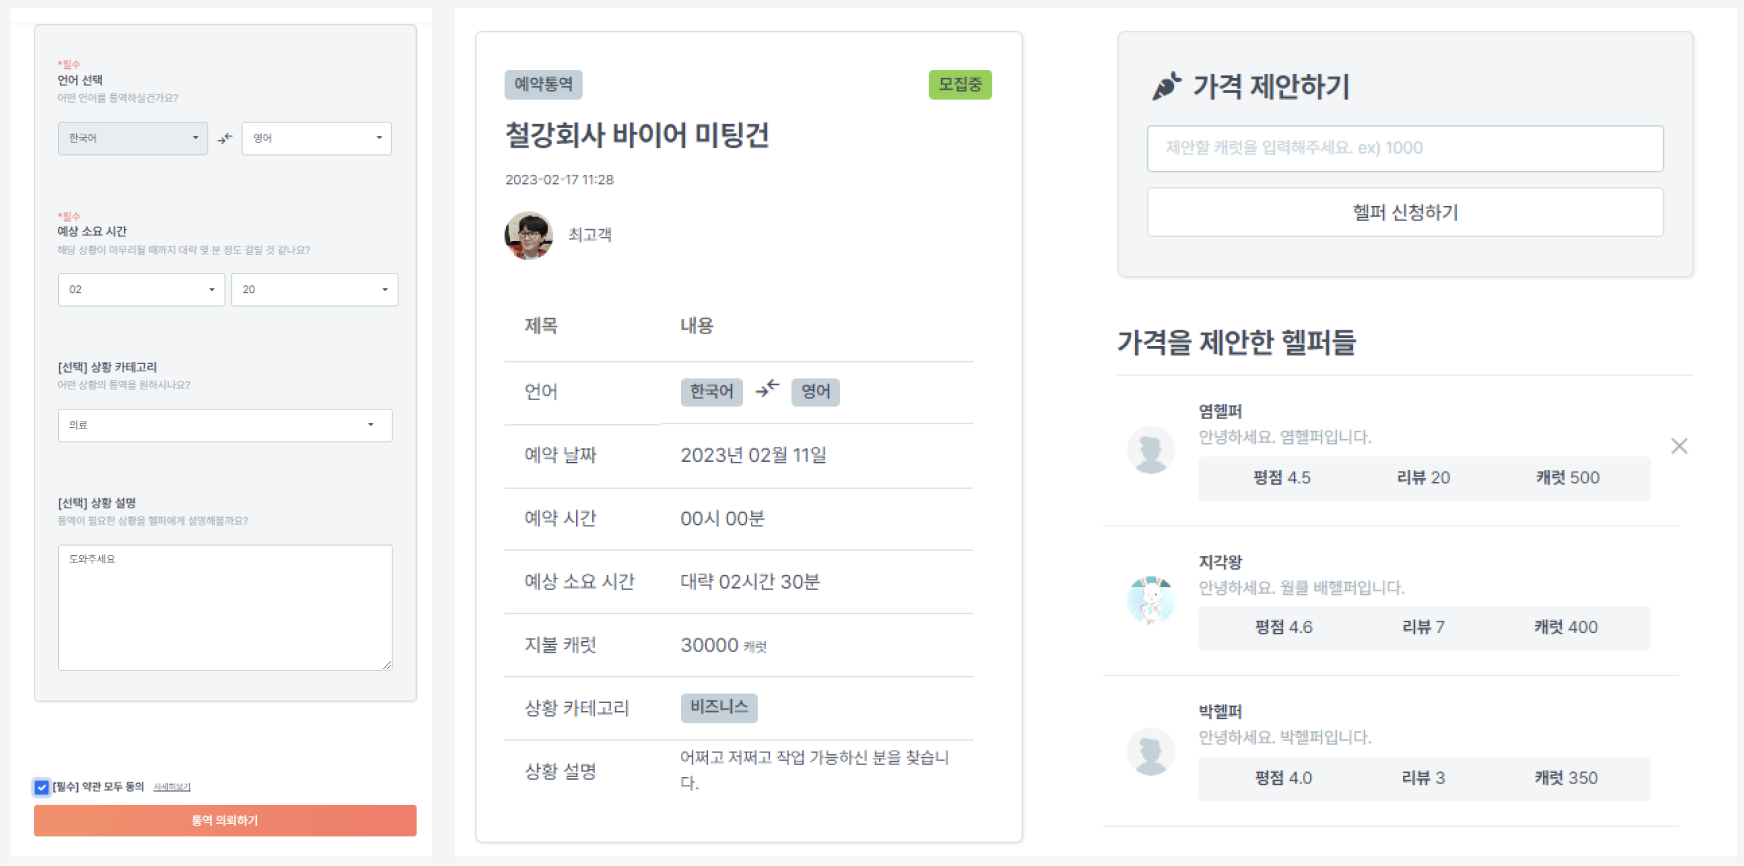 *필수
언어 선택
어떤 언어를 통역하실건가요?
한국어 영어
*필수
예상 소요 시간
해당 상황이 마무리될 때까지 대략 몇 분 정도 걸릴 것 같나요?
02 20
[선택] 상황 카테고리
어떤 상황의 통역을 원하시나요?
의료
[선택] 상황 설명
통역이 필요한 상황을 헬퍼에게 설명해볼까요?
도와주세요
[필수] 약관 모두 동의 자세히보기
통역 의뢰하기
예약통역 모집중
철강회사 바이어 미팅건
2023-02-17 11:28
최고객
제목 내용
언어 한국어 영어
예약 날짜 2023년 02월 11일
예약 시간 00시 00분
예상 소요 시간 대략 02시간 30분
지불 캐럿 30000 캐럿
상황 카테고리 비즈니스
상황 설명 어쩌고 저쩌고 작업 가능하신 분을 찾습니
다.
가격 제안하기
제안할 캐럿을 입력해주세요. ex) 1000
헬퍼 신청하기
가격을 제안한 헬퍼들
염헬퍼
안녕하세요. 염헬퍼입니다.
평점 4.5 리뷰 20 캐럿 500
지각왕
안녕하세요. 월클 배헬퍼입니다.
평점 4.6 리뷰 7 캐럿 400
박헬퍼
안녕하세요. 박헬퍼입니다.
평점 4.0 리뷰 3 캐럿 350